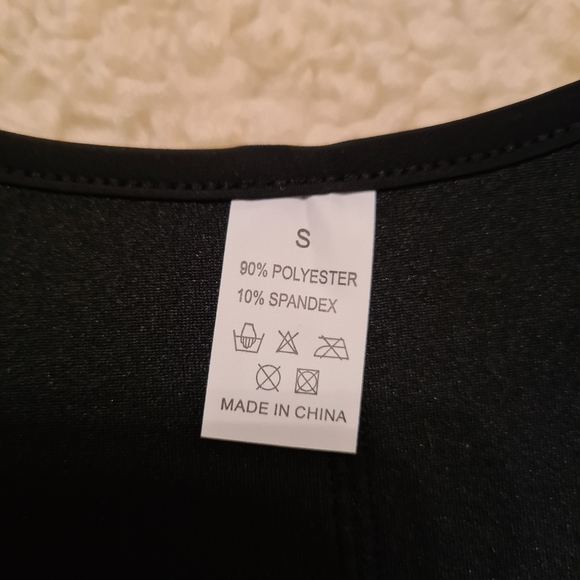 S
90% POLYESTER
10% SPANDEX
MADE IN CHINA